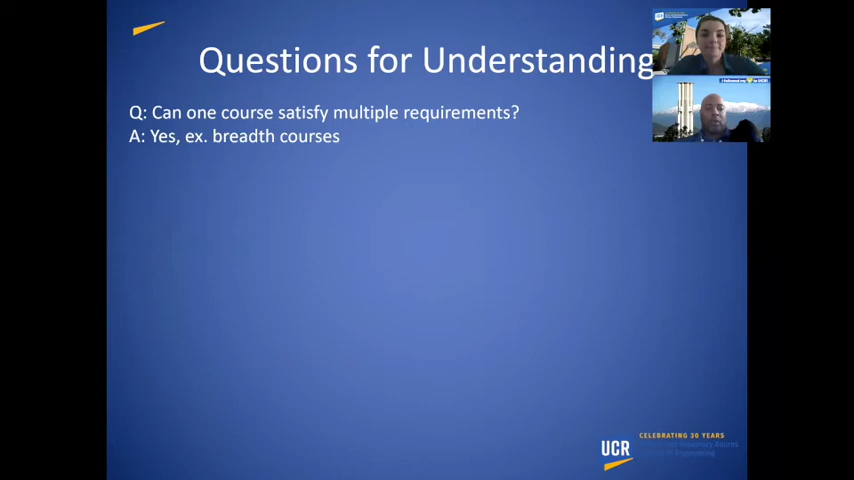 Questions for Understanding
Q: Can one course satisfy multiple requirements?
A: Yes, ex. breadth courses
I followed my to UCR!
CELEBRATING 30 YEARS
UCR